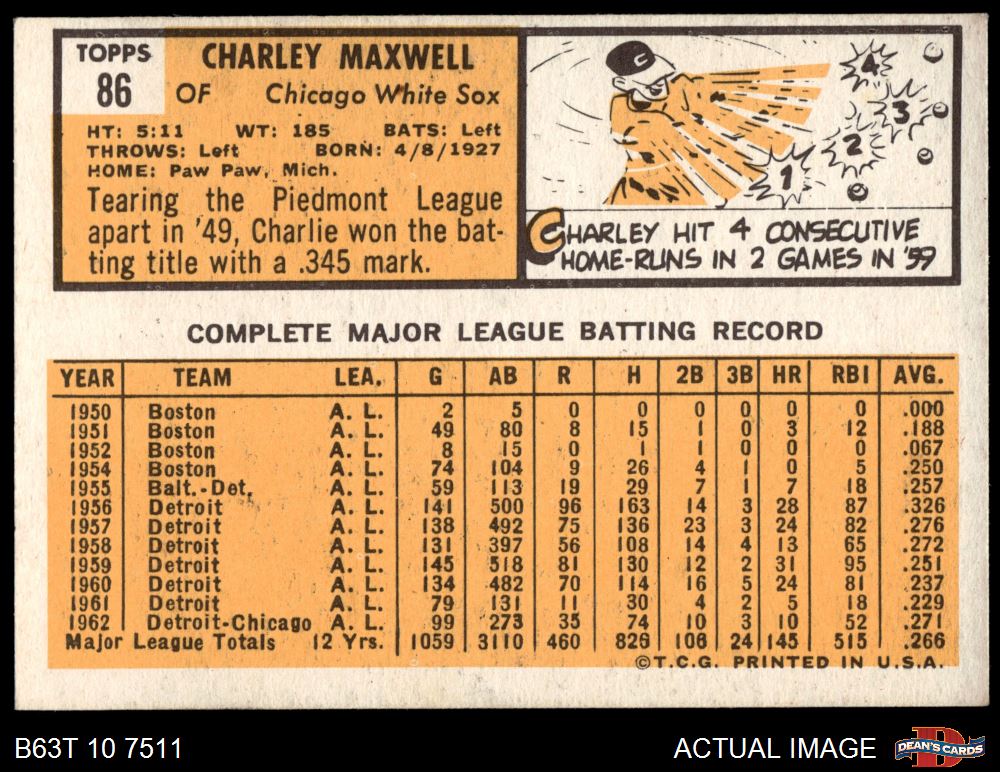 TOPPS
86
CHARLEY MAXWELL
OF Chicago White Sox
HT: 5:11 WT: 185 BATS: Left
THROWS: Left BORN: 4/8/1927
HOME: Paw Paw, Mich.
Tearing the Piedmont League
apart in '49, Charlie won the bat-
ting title with a .345 mark.
C
1
2
3
4
CHARLEY HIT 4 CONSECUTIVE
HOME-RUNS IN 2 GAMES IN '59
COMPLETE MAJOR LEAGUE BATTING RECORD
YEAR TEAM LEA. G AB R H 2B 3B HR RBI AVG.
1950 Boston A. L. 2 5 0 0 0 0 0 0 .000
1951 Boston A. L. 49 80 8 15 1 0 3 12 .188
1952 Boston A. L. 8 15 0 1 1 0 0 0 .067
1954 Boston A. L. 74 104 9 26 4 1 0 5 .250
1955 Balt.-Det. A. L. 59 113 19 29 7 1 7 18 .257
1956 Detroit A. L. 141 500 96 163 14 3 28 87 .326
1957 Detroit A. L. 138 492 75 136 23 3 24 82 .276
1958 Detroit A. L. 131 397 56 108 14 4 13 65 .272
1959 Detroit A. L. 145 518 81 130 12 2 31 95 .251
1960 Detroit A. L. 134 482 70 114 16 5 24 81 .237
1961 Detroit A. L. 79 131 11 30 4 2 5 18 .229
1962 Detroit-Chicago A. L. 99 273 35 74 10 3 10 52 .271
Major League Totals 12 Yrs. 1059 3110 460 826 106 24 145 515 .266
©T.C.G. PRINTED IN U.S.A.
B63T 10 7511
ACTUAL IMAGE
DEAN'S CARDS